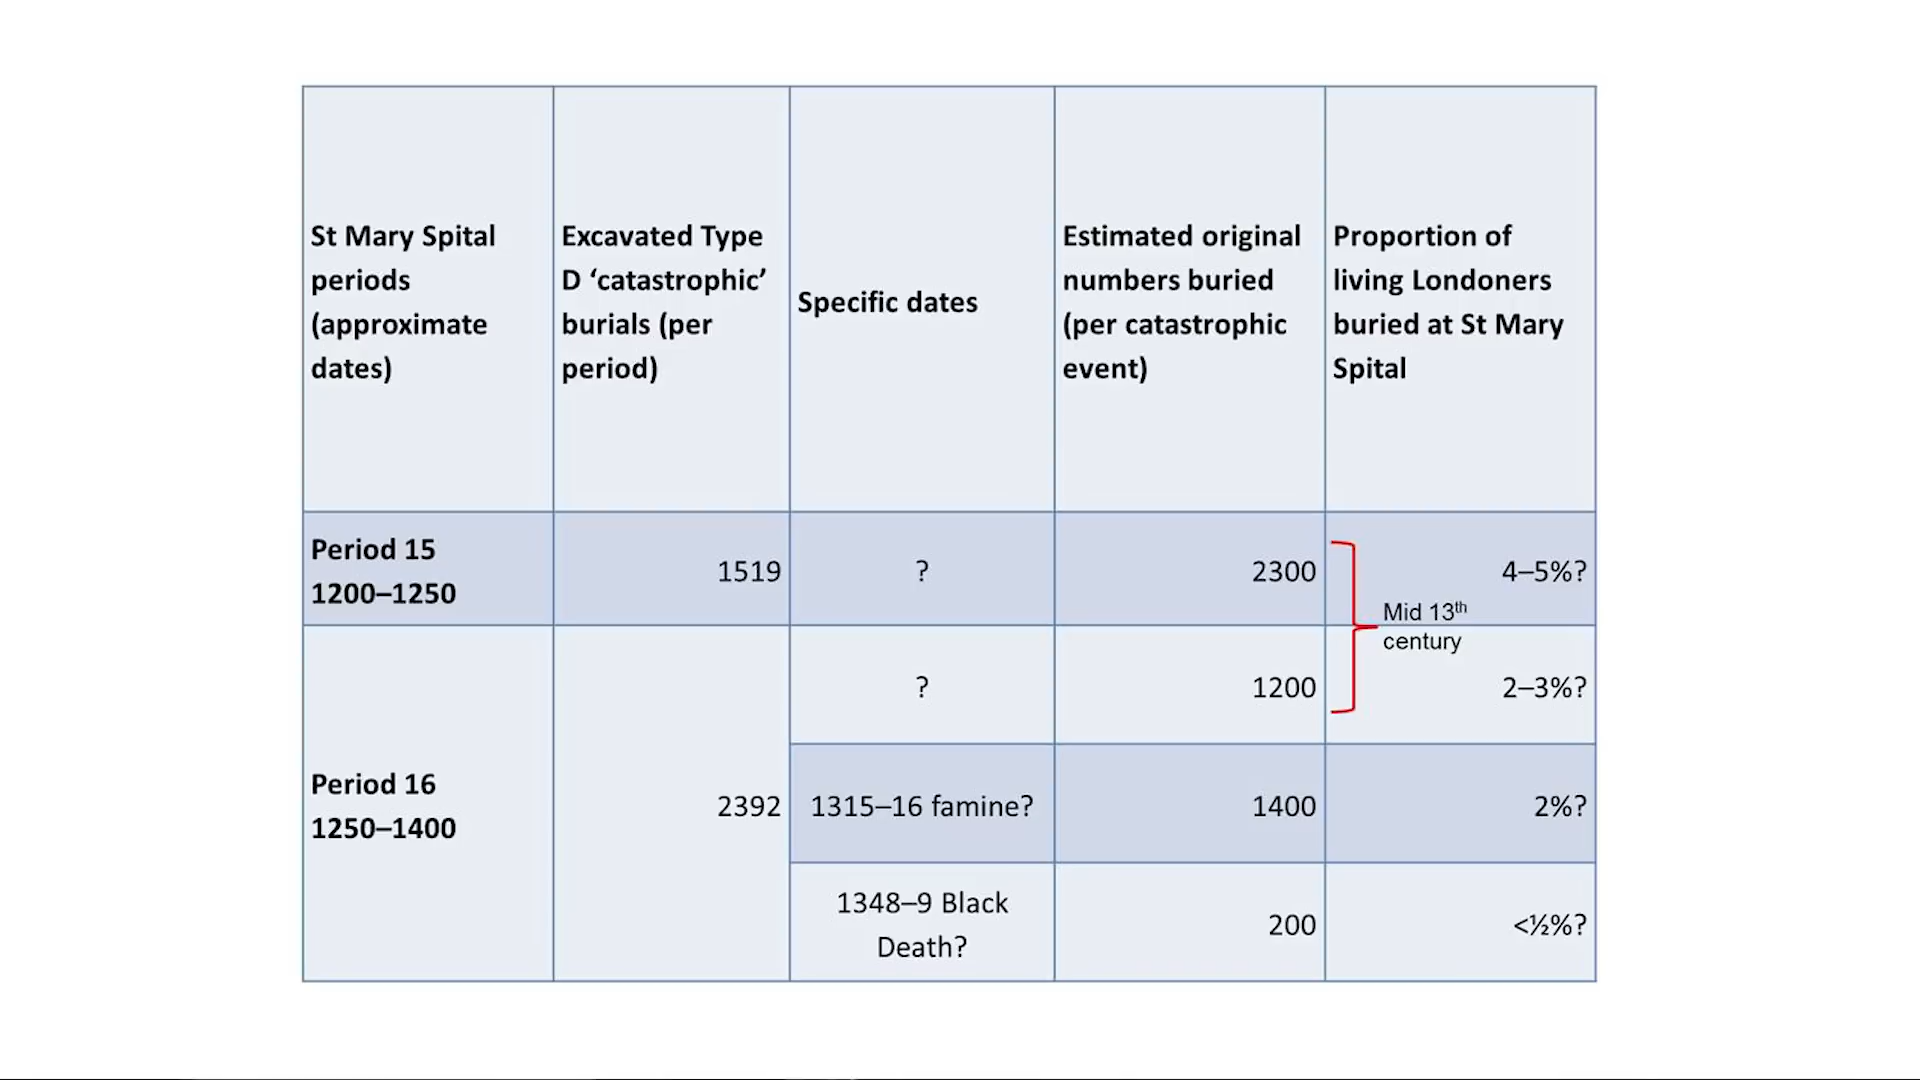 St Mary Spital
periods
(approximate
dates)
Excavated Type
D ‘catastrophic’
burials (per
period)
Specific dates
Estimated original
numbers buried
(per catastrophic
event)
Proportion of
living Londoners
buried at St Mary
Spital
Period 15
1200–1250
1519
?
2300
4–5%?
Mid 13th
century
?
1200
2–3%?
Period 16
1250–1400
2392
1315–16 famine?
1400
2%?
1348–9 Black
Death?
200
<½%?